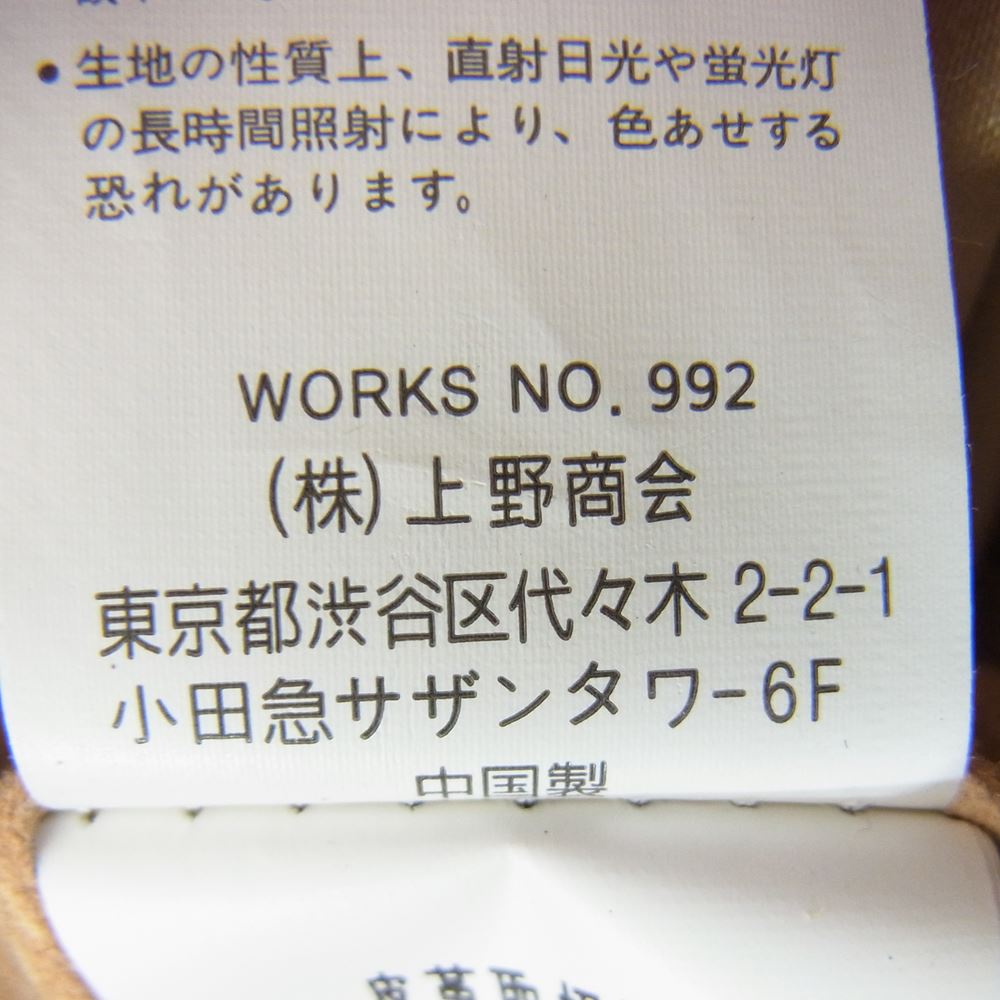 ・生地の性質上、直射日光や蛍光灯
の長時間照射により、色あせする
恐れがあります。
WORKS NO. 992
(株)上野商会
東京都渋谷区代々木 2-2-1
小田急サザンタワー6F
中国製